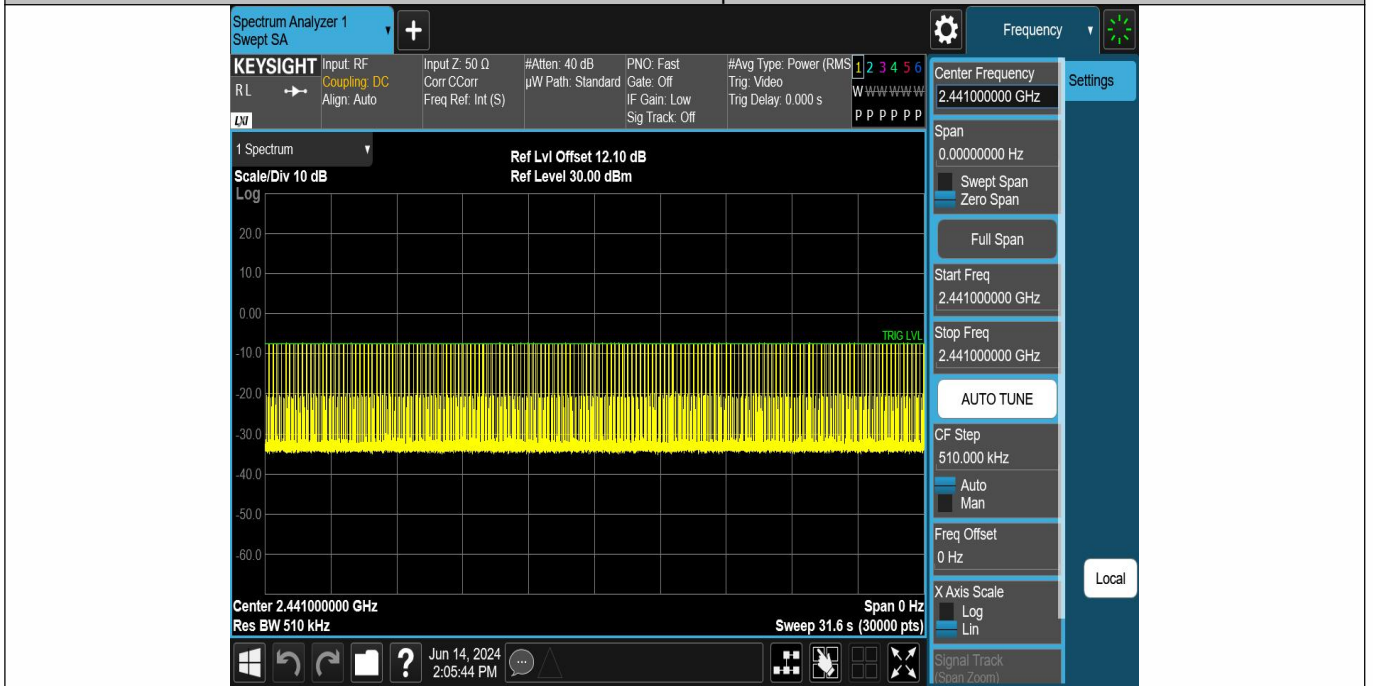 Spectrum Analyzer 1
Swept SA
+
Frequency
KEYSIGHT
RL
LXI
Input: RF
Coupling: DC
Align: Auto
Input Z: 50 Ω
Corr CCorr
Freq Ref: Int (S)
#Atten: 40 dB
µW Path: Standard
PNO: Fast
Gate: Off
IF Gain: Low
Sig Track: Off
#Avg Type: Power (RMS
Trig: Video
Trig Delay: 0.000 s
1 2 3 4 5 6
W W W W W W
P P P P P P
1 Spectrum
Scale/Div 10 dB
Ref Lvl Offset 12.10 dB
Ref Level 30.00 dBm
Log
20.0
10.0
0.00
TRIG LVL
-10.0
-20.0
-30.0
-40.0
-50.0
-60.0
Center 2.441000000 GHz
Res BW 510 kHz
Span 0 Hz
Sweep 31.6 s (30000 pts)
Center Frequency
2.441000000 GHz
Settings
Span
0.00000000 Hz
Swept Span
Zero Span
Full Span
Start Freq
2.441000000 GHz
Stop Freq
2.441000000 GHz
AUTO TUNE
CF Step
510.000 kHz
Auto
Man
Freq Offset
0 Hz
X Axis Scale
Log
Lin
Local
Signal Track
(Span Zoom)
?
Jun 14, 2024
2:05:44 PM